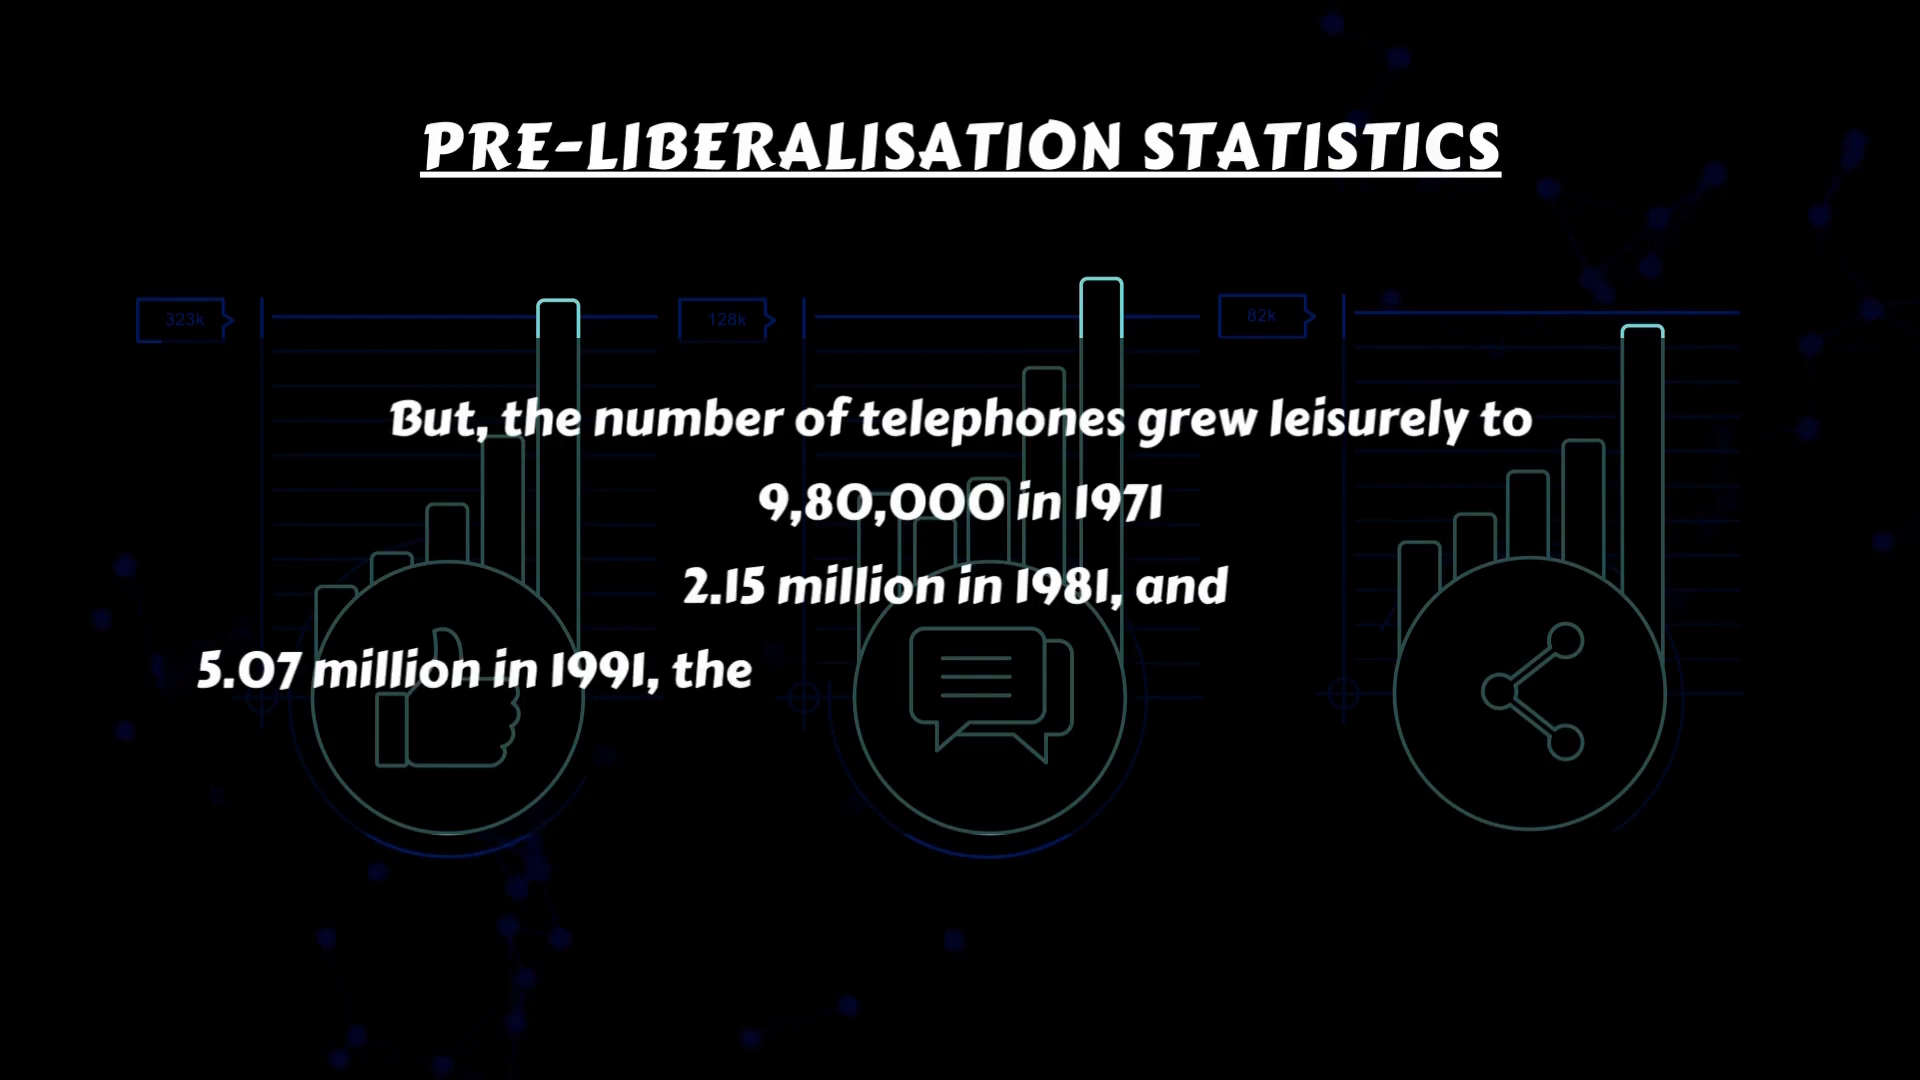 PRE-LIBERALISATION STATISTICS
323k
128k
82k
But, the number of telephones grew leisurely to
9,80,000 in 1971
2.15 million in 1981, and
5.07 million in 1991, the